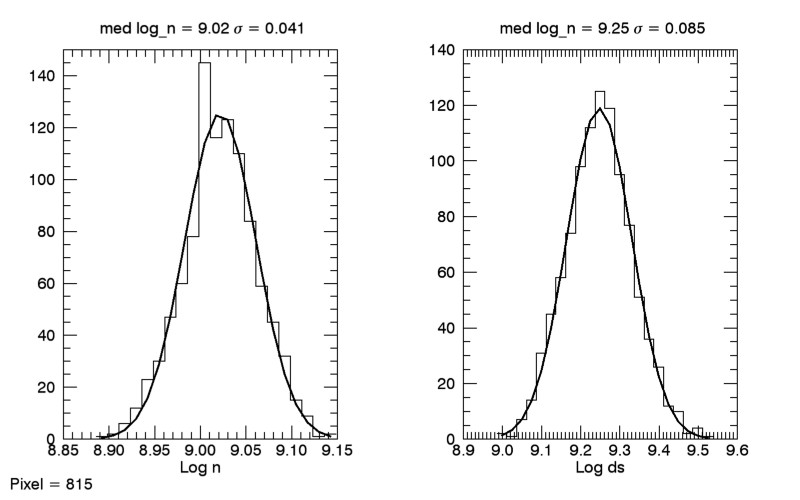 med log_n = 9.02 σ = 0.041
140
120
100
80
60
40
20
0
8.85 8.90 8.95 9.00 9.05 9.10 9.15
Log n
med log_n = 9.25 σ = 0.085
140
120
100
80
60
40
20
0
8.9 9.0 9.1 9.2 9.3 9.4 9.5 9.6
Log ds
Pixel = 815